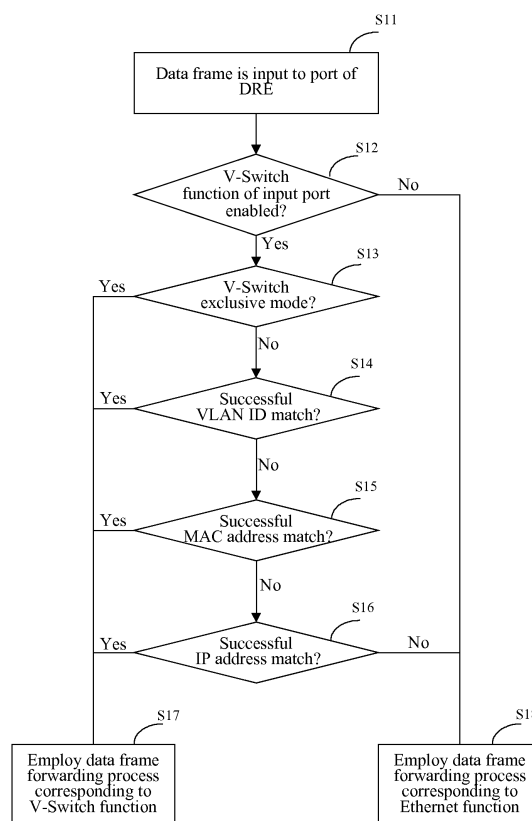 S11
Data frame is input to port of
DRE
S12
V-Switch
function of input port
enabled?
No
Yes
S13
V-Switch
exclusive mode?
Yes
No
S14
Successful
VLAN ID match?
Yes
No
S15
Successful
MAC address match?
Yes
No
S16
Successful
IP address match?
Yes
No
S17
Employ data frame
forwarding process
corresponding to
V-Switch function
Employ data frame
forwarding process
corresponding to
Ethernet function